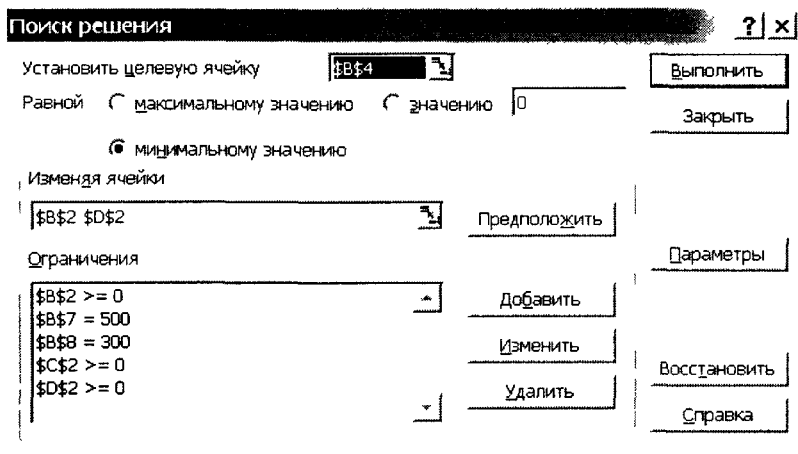 Поиск решения ? ×
Установить целевую ячейку $B$4 Выполнить
Равной максимальному значению значению 0 Закрыть
минимальному значению
Изменяя ячейки
$B$2 $D$2 Предположить
Ограничения Параметры
$B$2 >= 0 Добавить
$B$7 = 500
$B$8 = 300 Изменить
$C$2 >= 0 Восстановить
$D$2 >= 0 Удалить
Справка